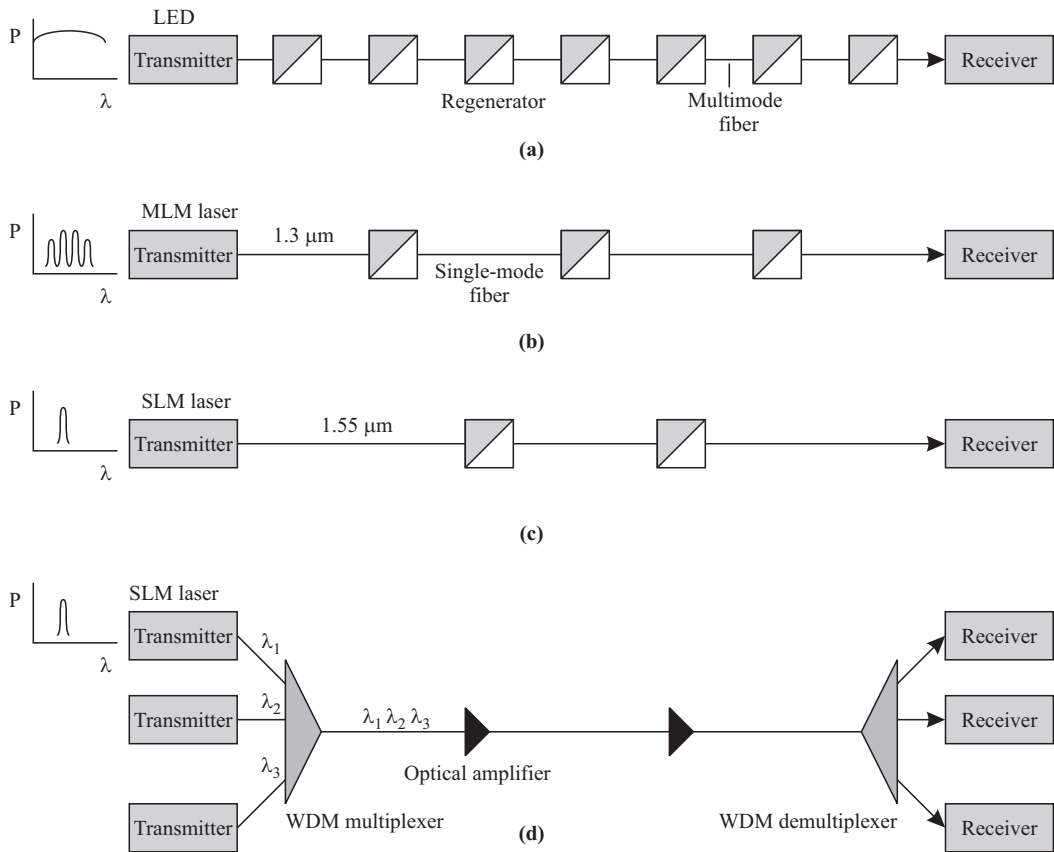 LED
P
λ
Transmitter
Receiver
Regenerator
Multimode
fiber
(a)
MLM laser
P
λ
Transmitter
1.3 μm
Single-mode
fiber
Receiver
(b)
SLM laser
P
λ
Transmitter
1.55 μm
Receiver
(c)
SLM laser
P
λ
Transmitter
λ1
Receiver
Transmitter
λ2
λ1 λ2 λ3
Receiver
λ3
Optical amplifier
Transmitter
WDM multiplexer
WDM demultiplexer
Receiver
(d)